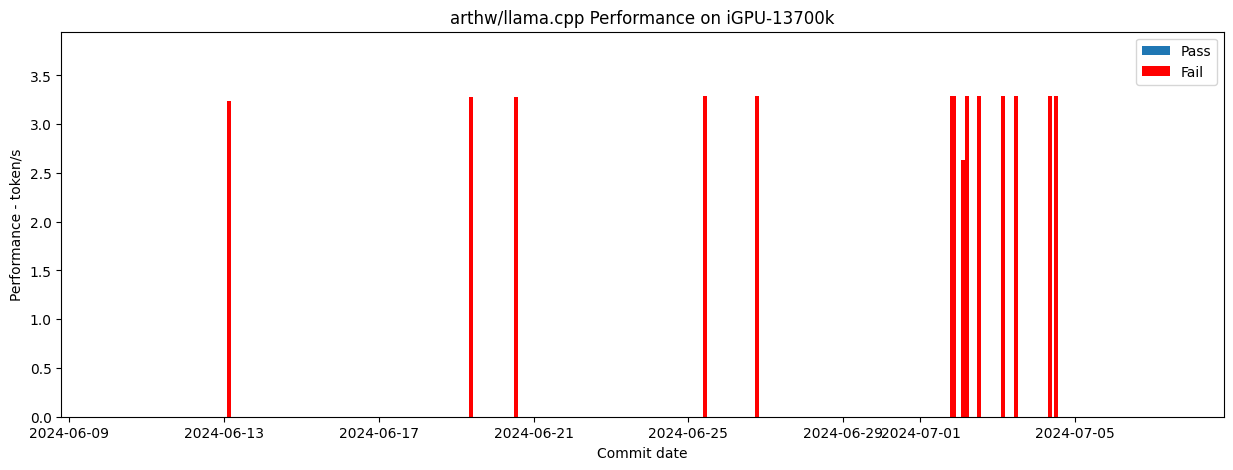 arthw/llama.cpp Performance on iGPU-13700k
Pass
Fail
Performance - token/s
3.5
3.0
2.5
2.0
1.5
1.0
0.5
0.0
2024-06-09 2024-06-13 2024-06-17 2024-06-21 2024-06-25 2024-06-29 2024-07-01 2024-07-05
Commit date